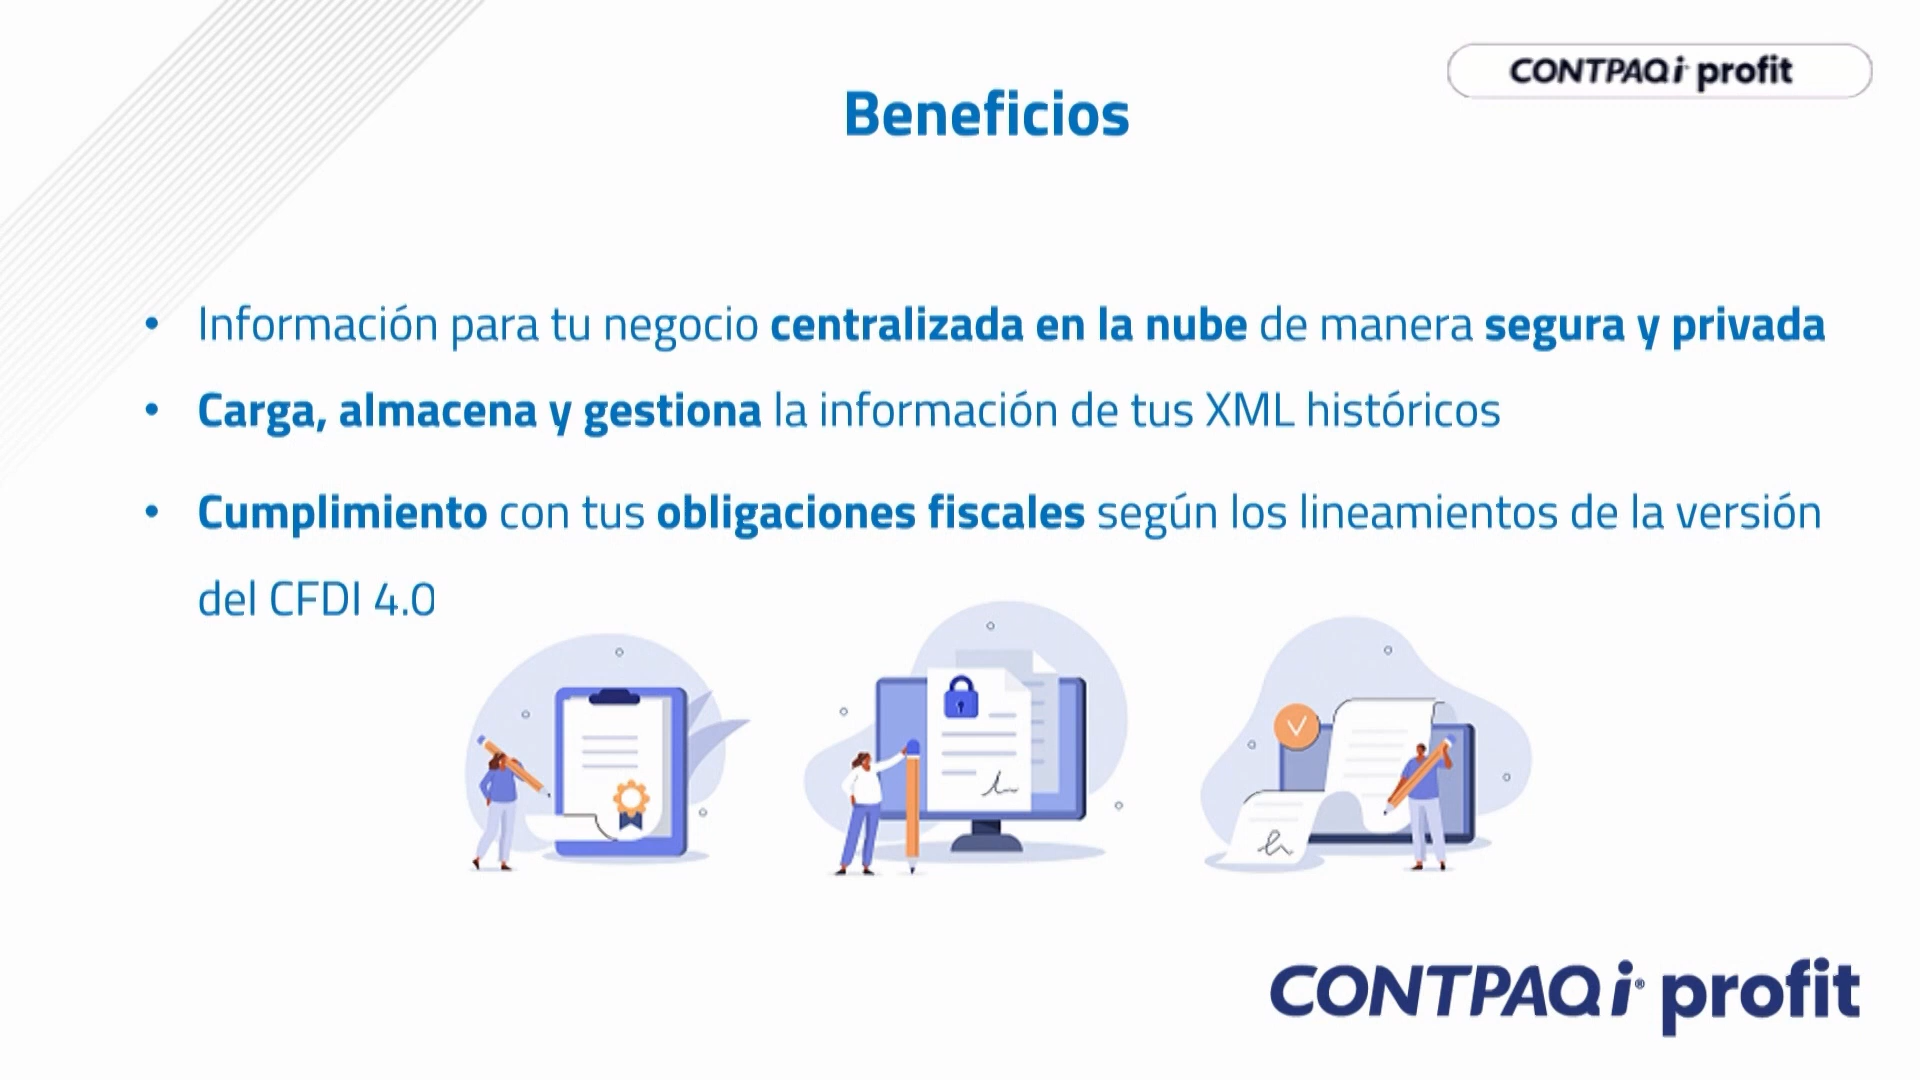 CONTPAQi profit
Beneficios
• Información para tu negocio centralizada en la nube de manera segura y privada
• Carga, almacena y gestiona la información de tus XML históricos
• Cumplimiento con tus obligaciones fiscales según los lineamientos de la versión
del CFDI 4.0
CONTPAQi® profit